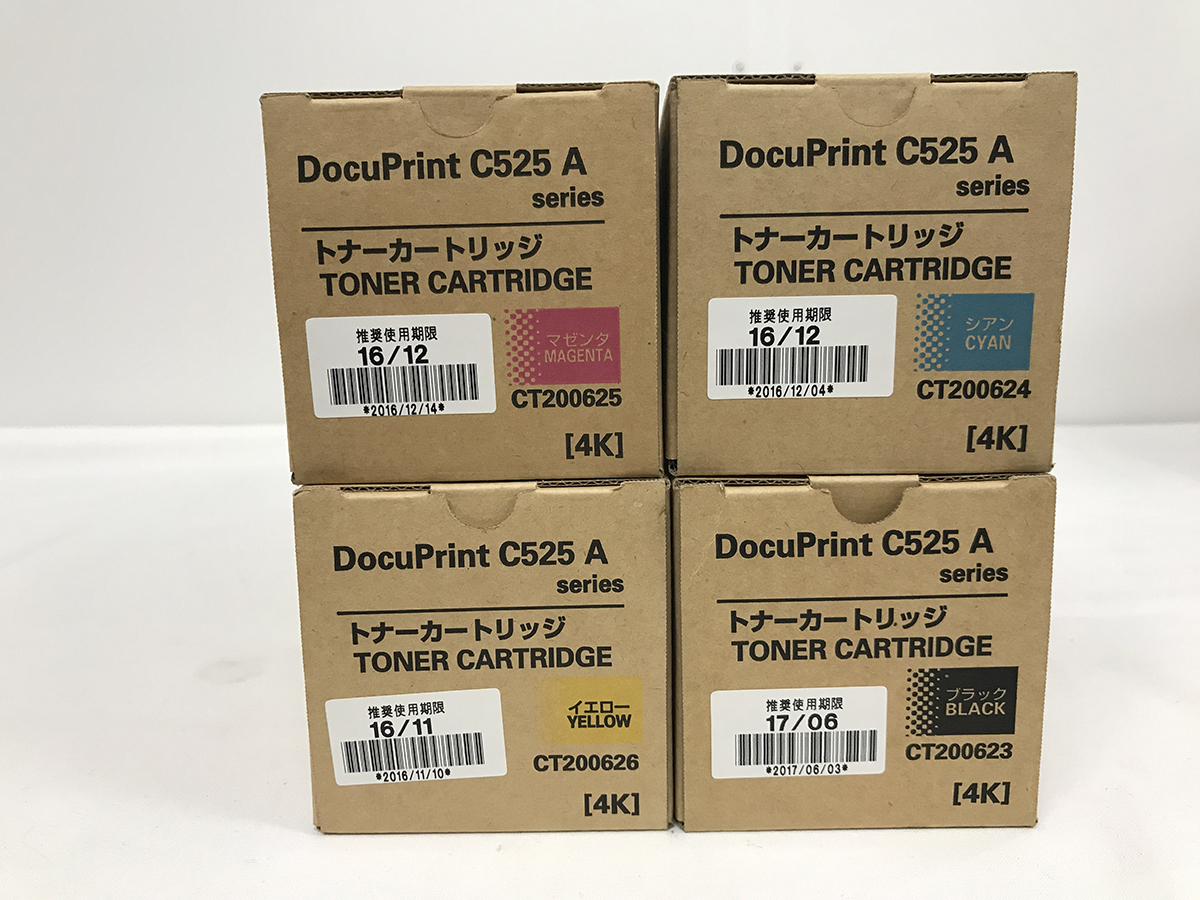 DocuPrint C525 A
series
トナーカートリッジ
TONER CARTRIDGE
推奨使用期限
16/12
*2016/12/14*
マゼンタ
MAGENTA
CT200625
[4K]
DocuPrint C525 A
series
トナーカートリッジ
TONER CARTRIDGE
推奨使用期限
16/12
*2016/12/04*
シアン
CYAN
CT200624
[4K]
DocuPrint C525 A
series
トナーカートリッジ
TONER CARTRIDGE
推奨使用期限
16/11
*2016/11/10*
イエロー
YELLOW
CT200626
[4K]
DocuPrint C525 A
series
トナーカートリッジ
TONER CARTRIDGE
推奨使用期限
17/06
*2017/06/03*
ブラック
BLACK
CT200623
[4K]